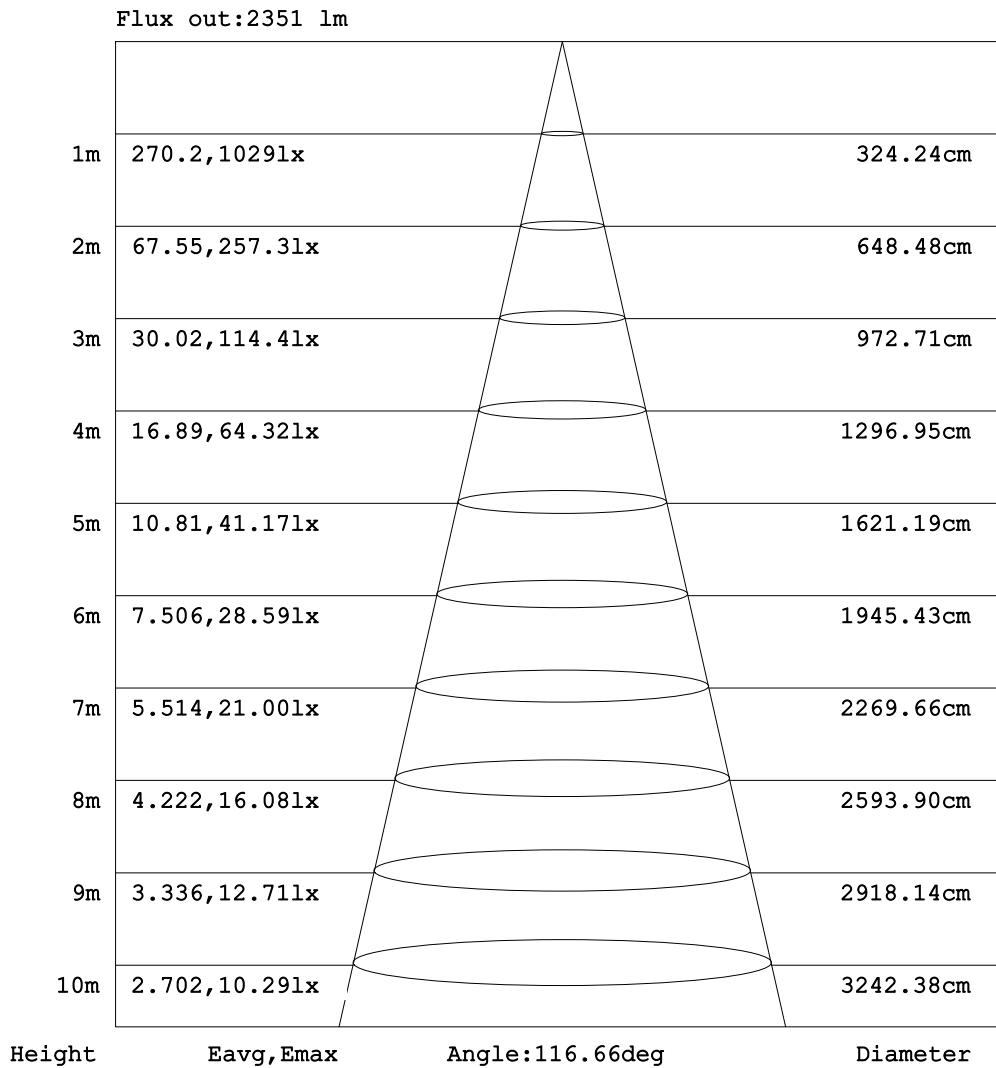 Flux out:2351 lm
1m 270.2,1029lx 324.24cm
2m 67.55,257.3lx 648.48cm
3m 30.02,114.4lx 972.71cm
4m 16.89,64.32lx 1296.95cm
5m 10.81,41.17lx 1621.19cm
6m 7.506,28.59lx 1945.43cm
7m 5.514,21.00lx 2269.66cm
8m 4.222,16.08lx 2593.90cm
9m 3.336,12.71lx 2918.14cm
10m 2.702,10.29lx 3242.38cm
Height Eavg,Emax Angle:116.66deg Diameter